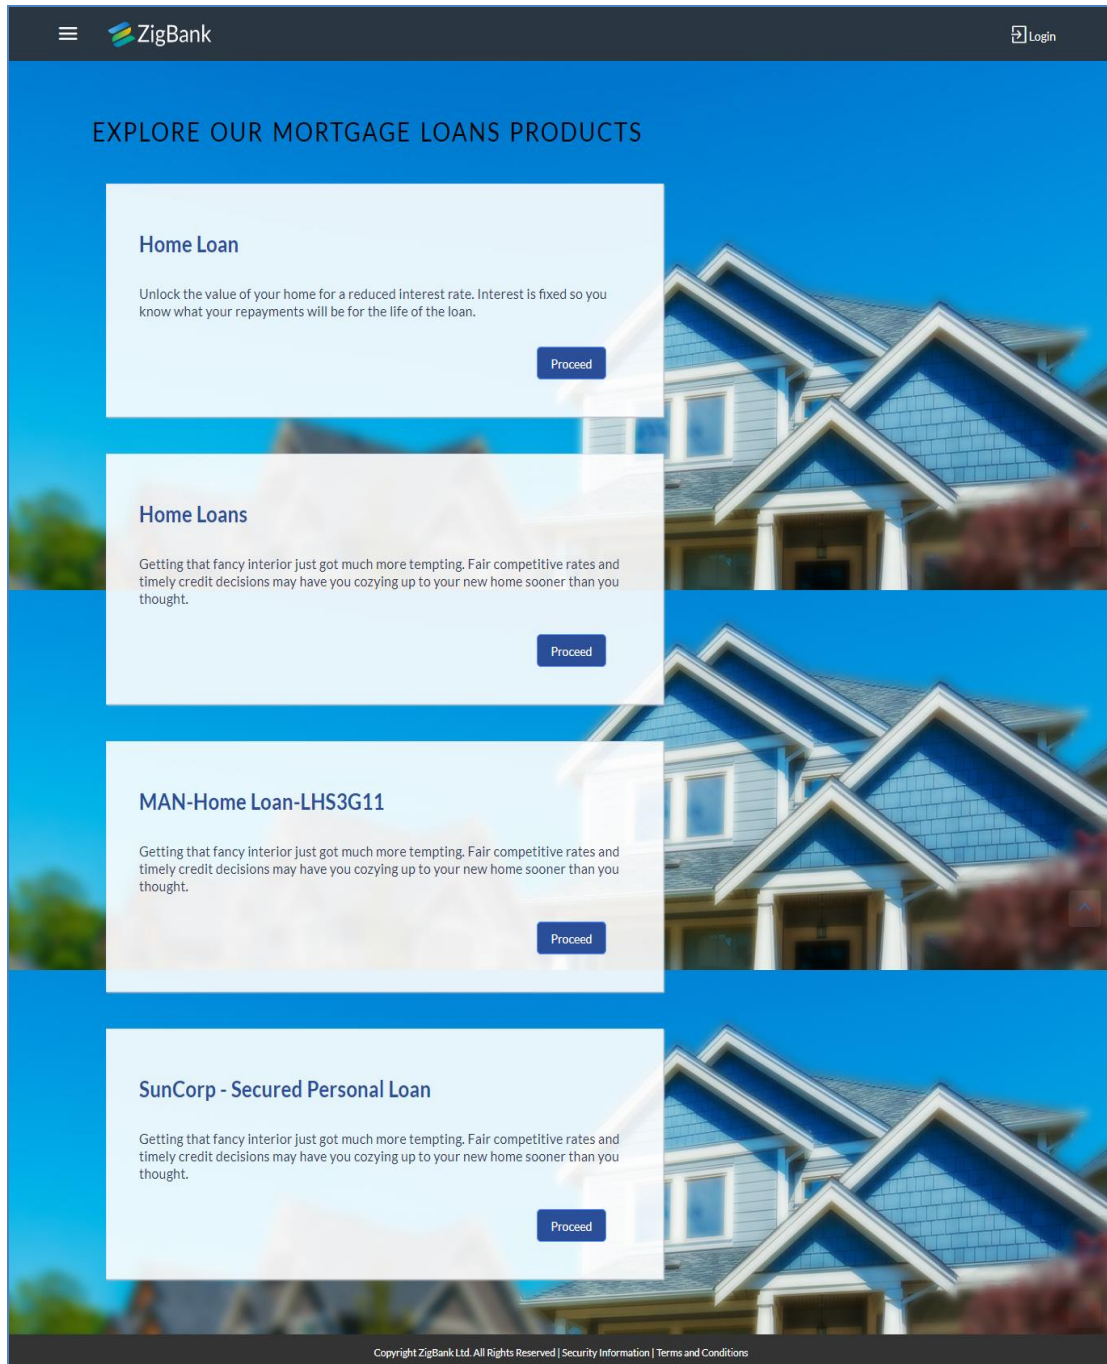 ZigBank
Login
EXPLORE OUR MORTGAGE LOANS PRODUCTS
Home Loan
Unlock the value of your home for a reduced interest rate. Interest is fixed so you
know what your repayments will be for the life of the loan.
Proceed
Home Loans
Getting that fancy interior just got much more tempting. Fair competitive rates and
timely credit decisions may have you cozying up to your new home sooner than you
thought.
Proceed
MAN-Home Loan-LHS3G11
Getting that fancy interior just got much more tempting. Fair competitive rates and
timely credit decisions may have you cozying up to your new home sooner than you
thought.
Proceed
SunCorp - Secured Personal Loan
Getting that fancy interior just got much more tempting. Fair competitive rates and
timely credit decisions may have you cozying up to your new home sooner than you
thought.
Proceed
Copyright ZigBank Ltd. All Rights Reserved | Security Information | Terms and Conditions